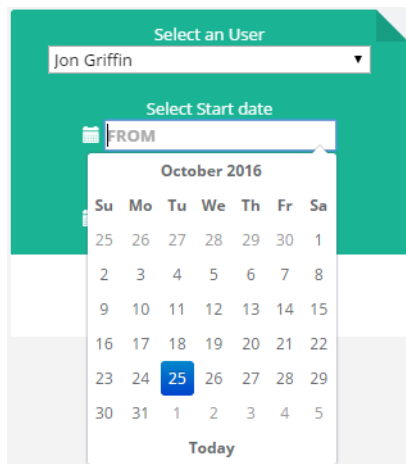 Select an User
Jon Griffin
Select Start date
FROM
October 2016
Su Mo Tu We Th Fr Sa
25 26 27 28 29 30 1
2 3 4 5 6 7 8
9 10 11 12 13 14 15
16 17 18 19 20 21 22
23 24 25 26 27 28 29
30 31 1 2 3 4 5
Today